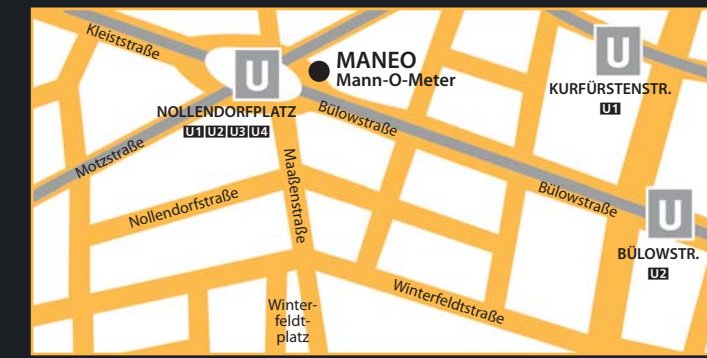 Kleiststraße
U
MANEO
Mann-O-Meter
U
KURFÜRSTENSTR.
U1
NOLLENDORFPLATZ
U1 U2 U3 U4
Bülowstraße
Motzstraße
Maaßenstraße
Nollendorfstraße
Bülowstraße
U
BÜLOWSTR.
U2
Winterfeldtstraße
Winter-
feldt-
platz